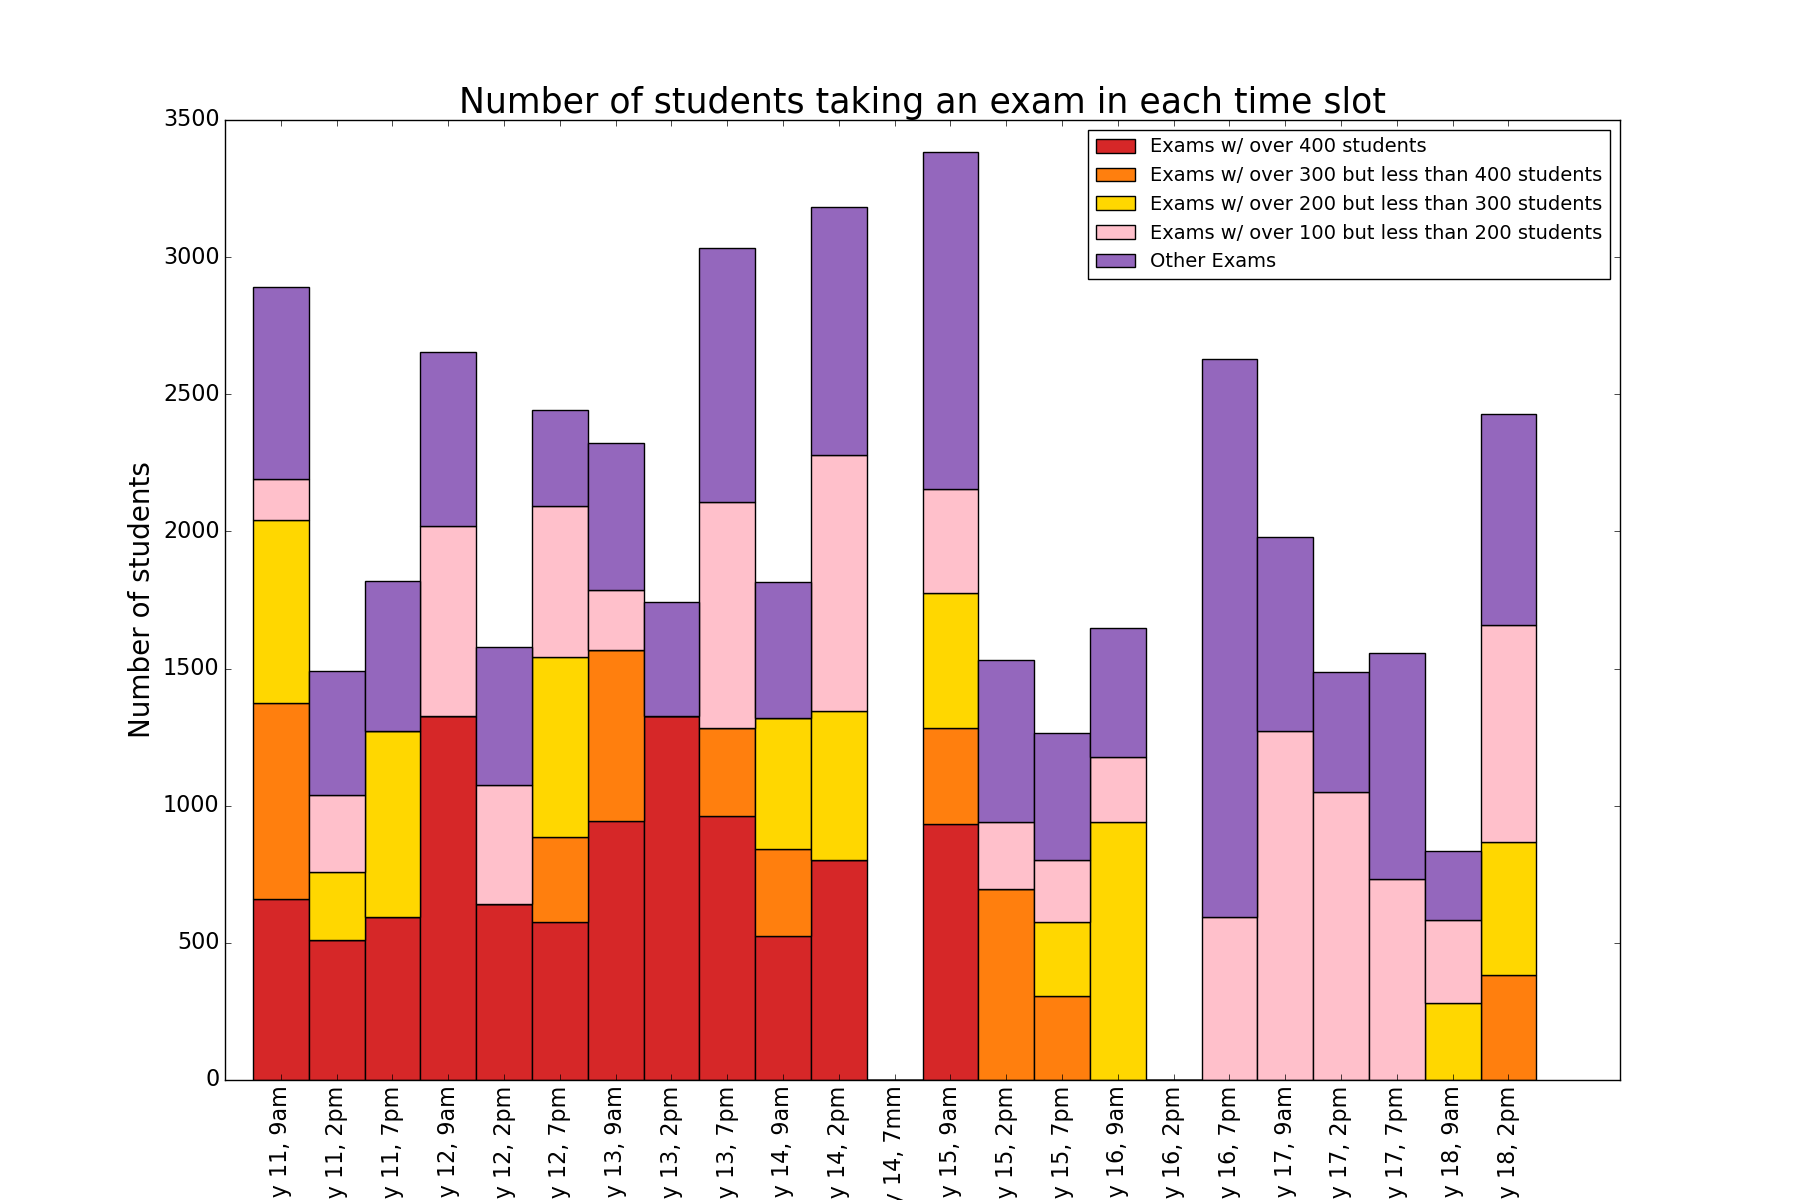 Number of students taking an exam in each time slot
3500
3000
2500
2000
1500
1000
500
0
Number of students
Exams w/ over 400 students
Exams w/ over 300 but less than 400 students
Exams w/ over 200 but less than 300 students
Exams w/ over 100 but less than 200 students
Other Exams
y 11, 9am
y 11, 2pm
y 11, 7pm
y 12, 9am
y 12, 2pm
y 12, 7pm
y 13, 9am
y 13, 2pm
y 13, 7pm
y 14, 9am
y 14, 2pm
y 14, 7mm
y 15, 9am
y 15, 2pm
y 15, 7pm
y 16, 9am
y 16, 2pm
y 16, 7pm
y 17, 9am
y 17, 2pm
y 17, 7pm
y 18, 9am
y 18, 2pm